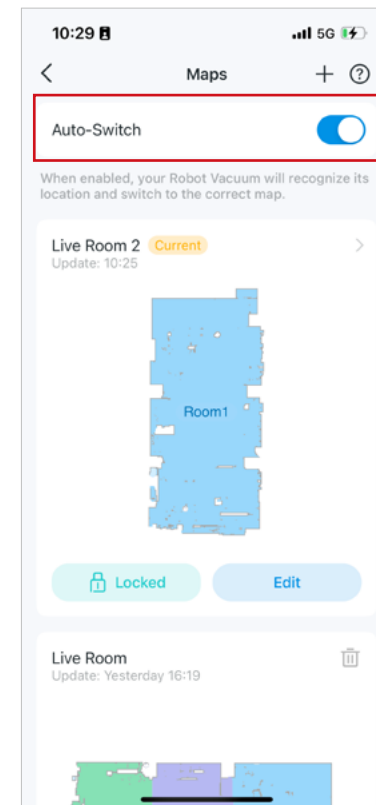 10:29
5G
Maps
Auto-Switch
When enabled, your Robot Vacuum will recognize its
location and switch to the correct map.
Live Room 2 Current
Update: 10:25
Room1
Locked Edit
Live Room
Update: Yesterday 16:19